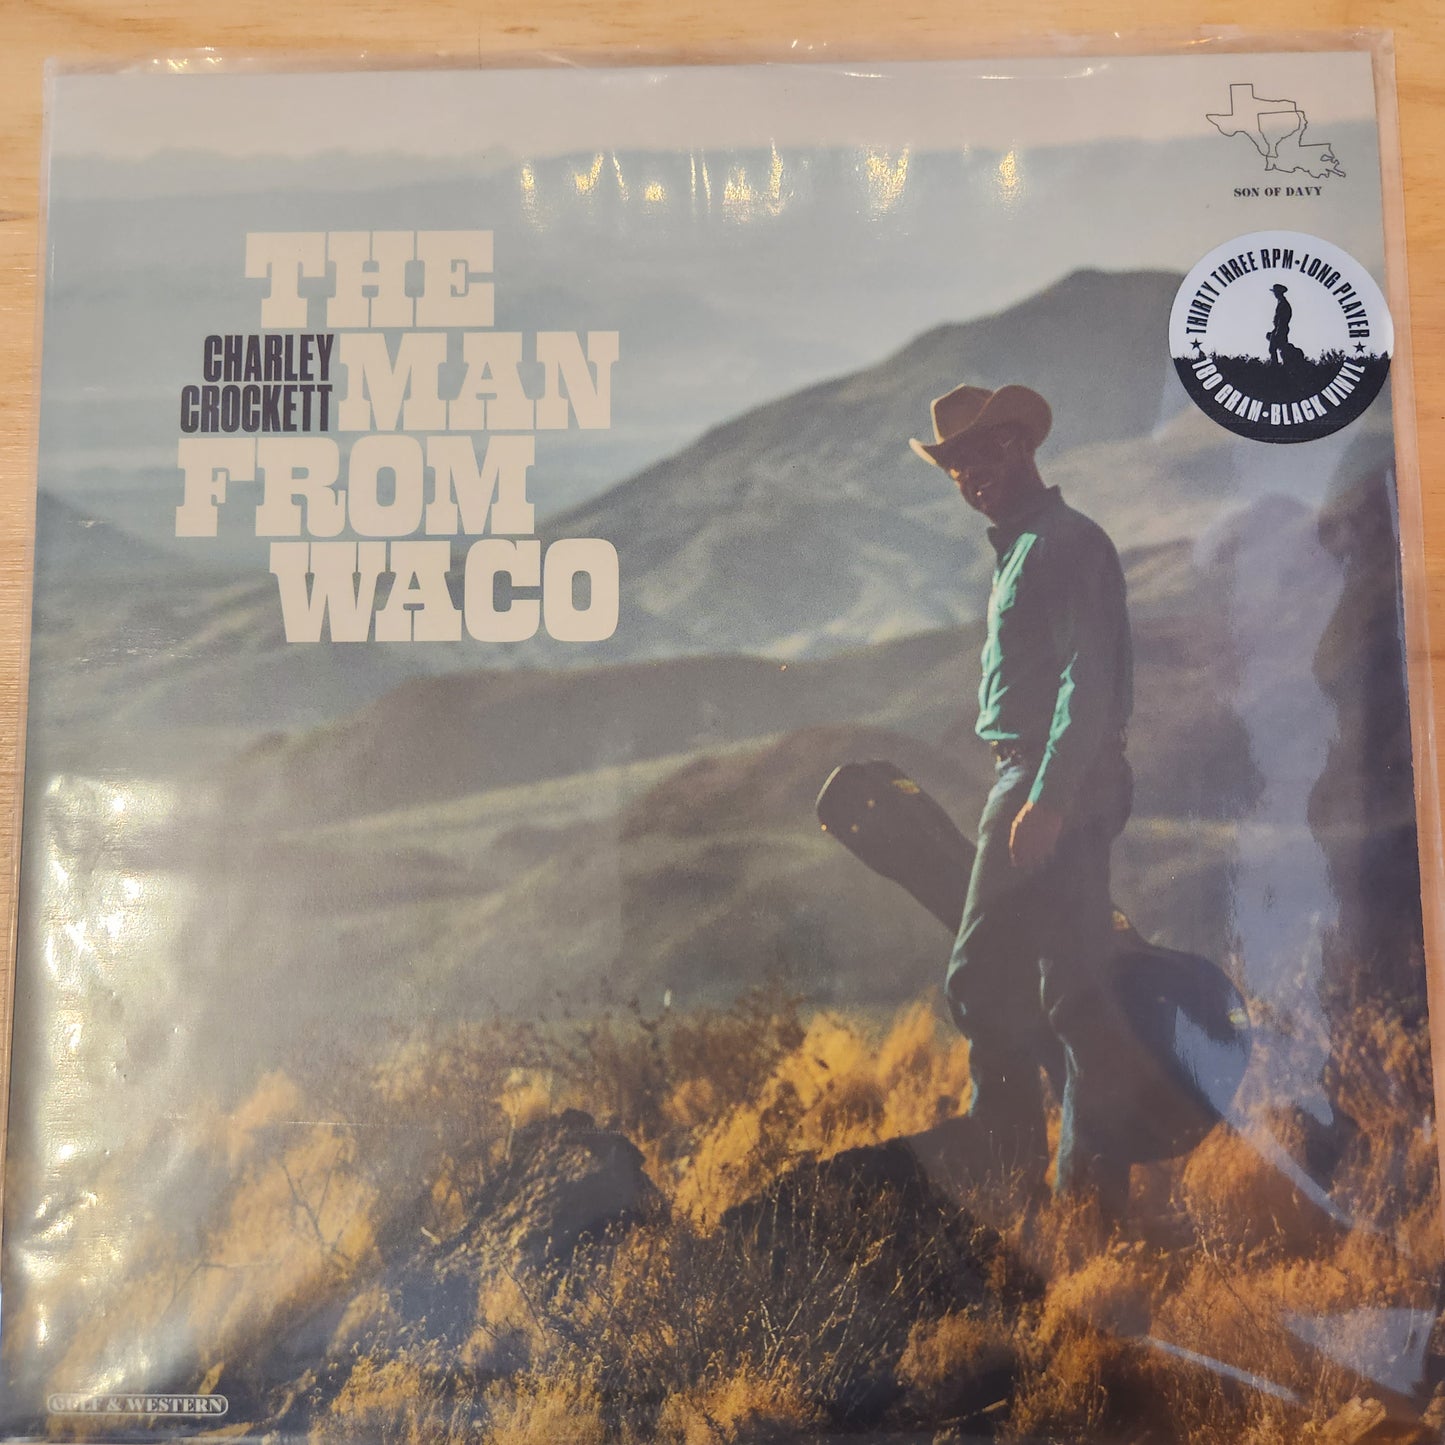 SON OF DAVY
THIRTY THREE RPM•LONG PLAYER
★ 180 GRAM•BLACK VINYL ★
THE
CHARLEY
CROCKETT
MAN
FROM
WACO
GULF & WESTERN